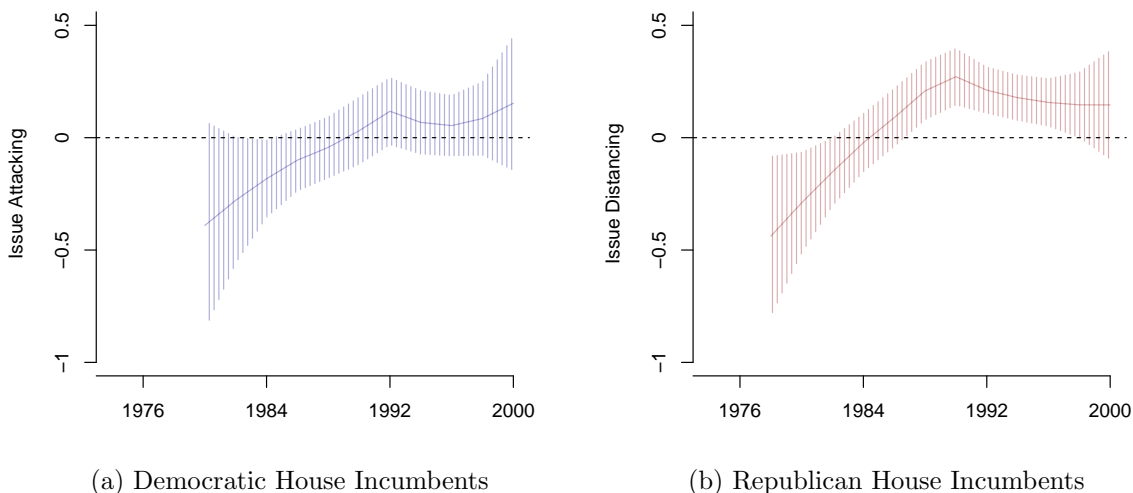 0.5
0
−0.5
−1
Issue Attacking
1976 1984 1992 2000
(a) Democratic House Incumbents
0.5
0
−0.5
−1
Issue Distancing
1976 1984 1992 2000
(b) Republican House Incumbents